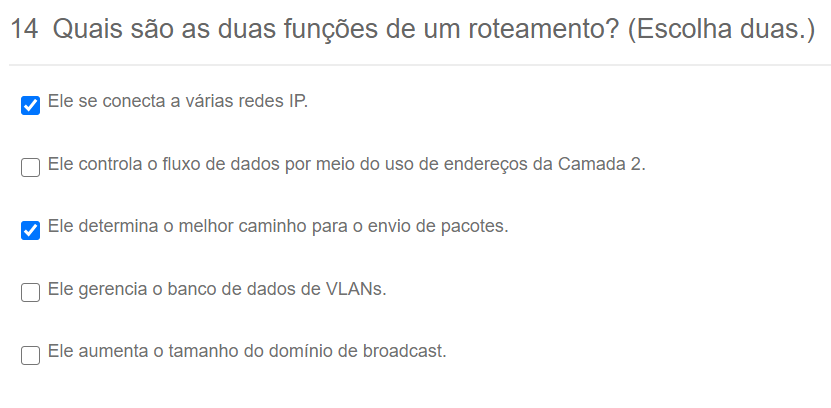 14 Quais são as duas funções de um roteamento? (Escolha duas.)
Ele se conecta a várias redes IP.
Ele controla o fluxo de dados por meio do uso de endereços da Camada 2.
Ele determina o melhor caminho para o envio de pacotes.
Ele gerencia o banco de dados de VLANs.
Ele aumenta o tamanho do domínio de broadcast.